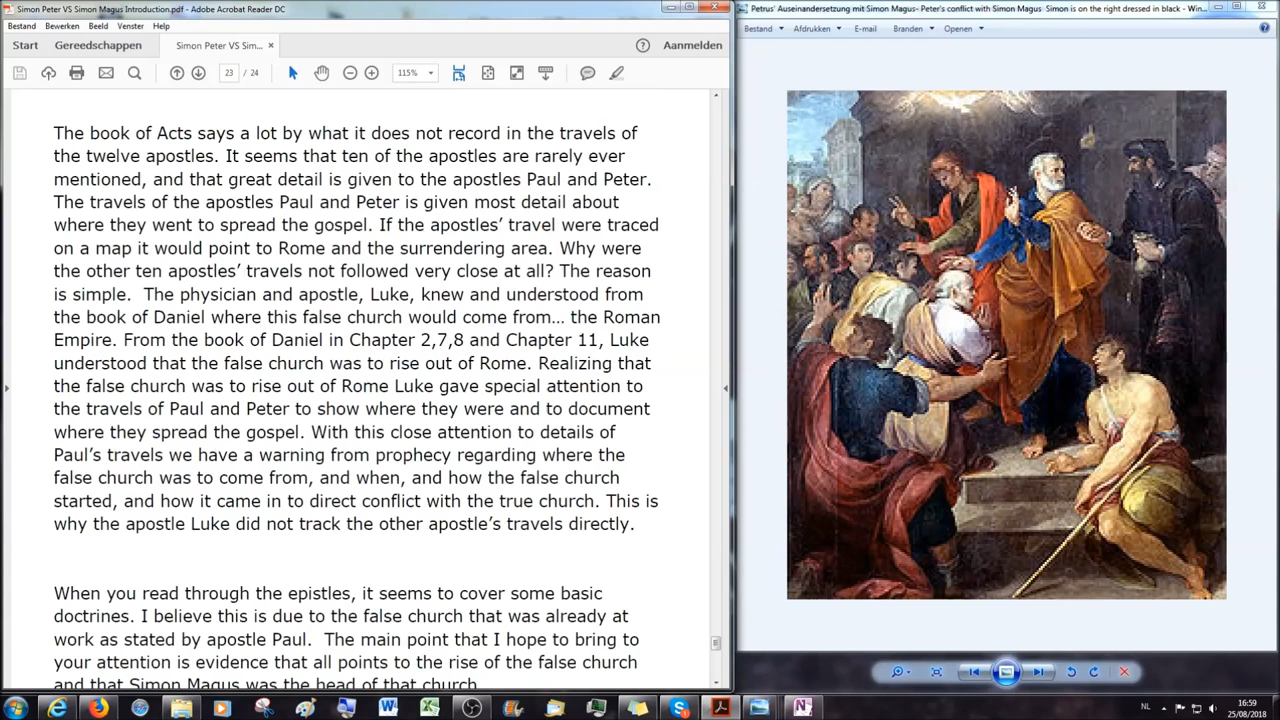 Simon Peter VS Simon Magus Introduction.pdf - Adobe Acrobat Reader DC
Bestand Bewerken Beeld Venster Help
Start Gereedschappen Simon Peter VS Sim... × Aanmelden
23 / 24 115%
The book of Acts says a lot by what it does not record in the travels of
the twelve apostles. It seems that ten of the apostles are rarely ever
mentioned, and that great detail is given to the apostles Paul and Peter.
The travels of the apostles Paul and Peter is given most detail about
where they went to spread the gospel. If the apostles’ travel were traced
on a map it would point to Rome and the surrendering area. Why were
the other ten apostles’ travels not followed very close at all? The reason
is simple.  The physician and apostle, Luke, knew and understood from
the book of Daniel where this false church would come from... the Roman
Empire. From the book of Daniel in Chapter 2,7,8 and Chapter 11, Luke
understood that the false church was to rise out of Rome. Realizing that
the false church was to rise out of Rome Luke gave special attention to
the travels of Paul and Peter to show where they were and to document
where they spread the gospel. With this close attention to details of
Paul’s travels we have a warning from prophecy regarding where the
false church was to come from, and when, and how the false church
started, and how it came in to direct conflict with the true church. This is
why the apostle Luke did not track the other apostle’s travels directly.
When you read through the epistles, it seems to cover some basic
doctrines. I believe this is due to the false church that was already at
work as stated by apostle Paul.  The main point that I hope to bring to
your attention is evidence that all points to the rise of the false church
and that Simon Magus was the head of that church.
Petrus' Auseinandersetzung mit Simon Magus- Peter's conflict with Simon Magus  Simon is on the right dressed in black - Win...
Bestand Afdrukken E-mail Branden Openen
NL 16:59
25/08/2018